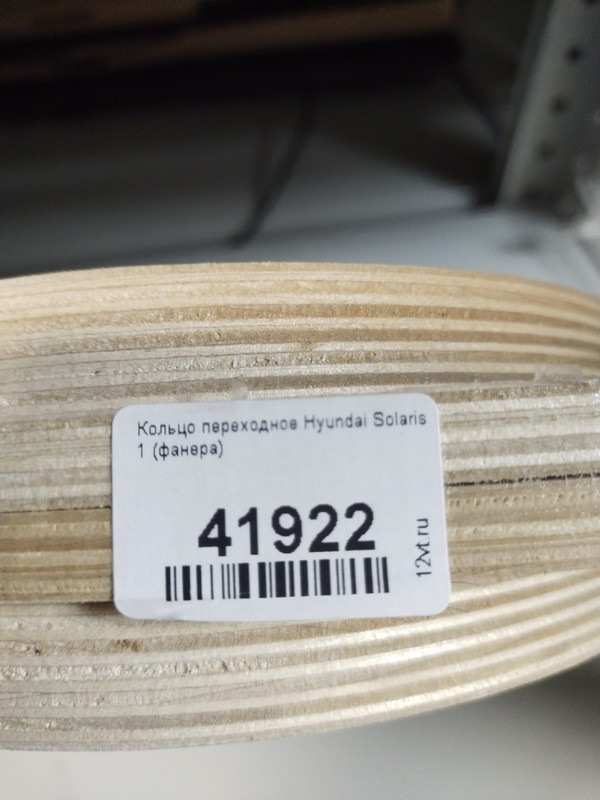 Кольцо переходное Hyundai Solaris
1 (фанера)
41922
12vt.ru